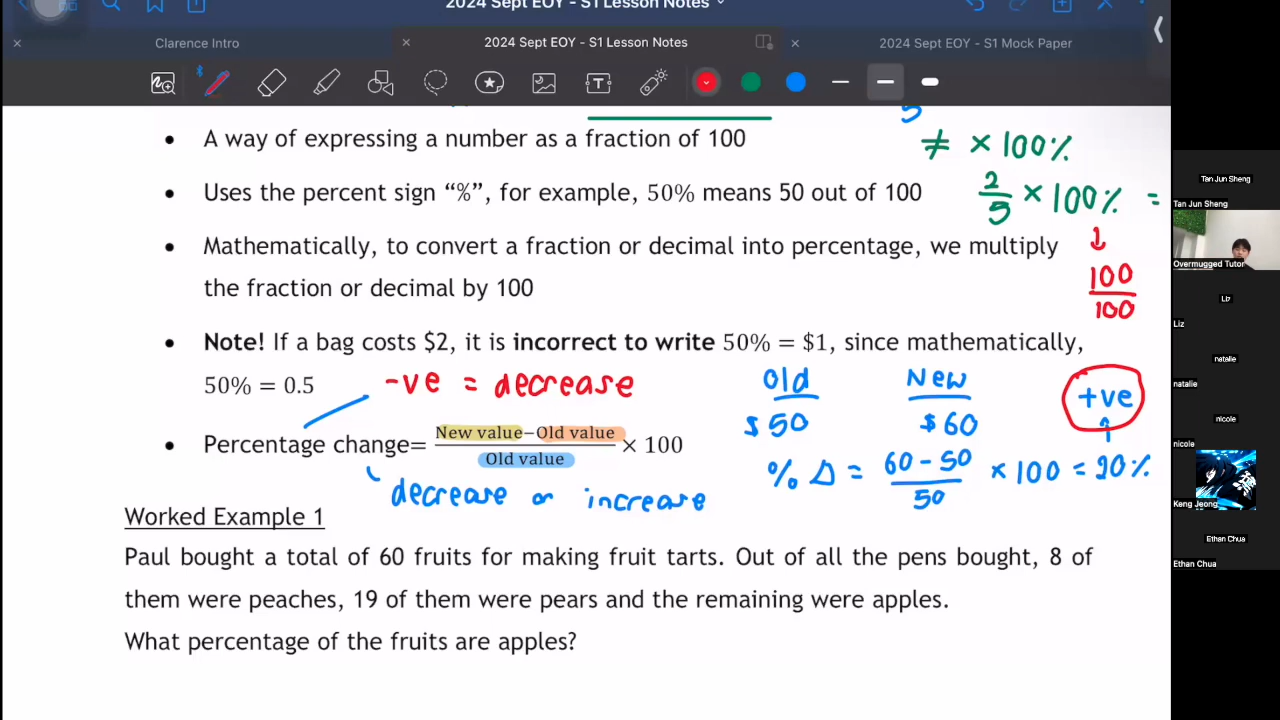 2024 Sept EOY - S1 Lesson Notes
Clarence Intro
2024 Sept EOY - S1 Lesson Notes
2024 Sept EOY - S1 Mock Paper
5
• A way of expressing a number as a fraction of 100
≠ × 100%
• Uses the percent sign “%”, for example, 50% means 50 out of 100
2/5 × 100% =
• Mathematically, to convert a fraction or decimal into percentage, we multiply
the fraction or decimal by 100
↓
100/100
• Note! If a bag costs $2, it is incorrect to write 50% = $1, since mathematically,
50% = 0.5
-ve = decrease
Old New
$50 $60
+ve
• Percentage change= (New value−Old value)/Old value × 100
% Δ = (60 - 50)/50 × 100 = 20%
decrease or increase
Worked Example 1
Paul bought a total of 60 fruits for making fruit tarts. Out of all the pens bought, 8 of
them were peaches, 19 of them were pears and the remaining were apples.
What percentage of the fruits are apples?
Tan Jun Sheng
Tan Jun Sheng
Overmugged Tutor
Liz
Liz
natalie
natalie
nicole
nicole
Keng Jeong
Ethan Chua
Ethan Chua